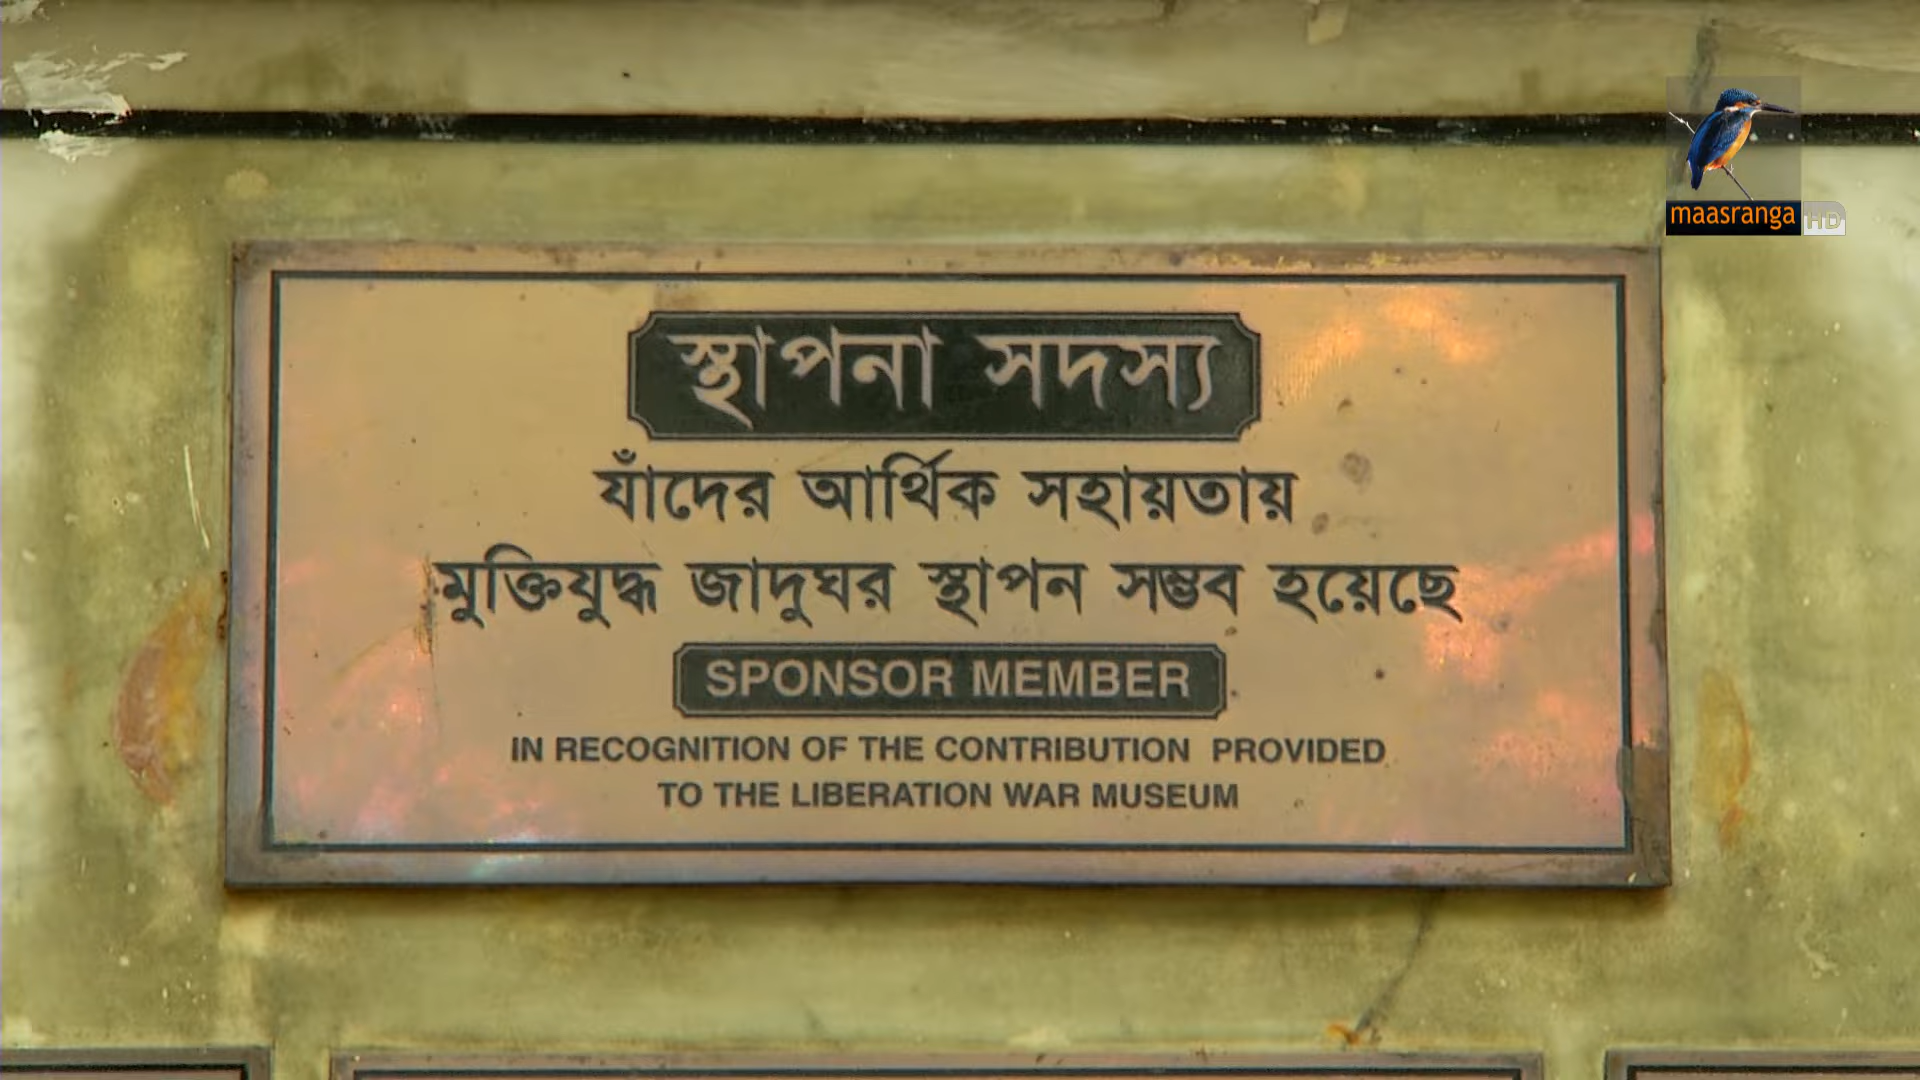 maasranga HD
স্থাপনা সদস্য
যাঁদের আর্থিক সহায়তায়
মুক্তিযুদ্ধ জাদুঘর স্থাপন সম্ভব হয়েছে
SPONSOR MEMBER
IN RECOGNITION OF THE CONTRIBUTION PROVIDED
TO THE LIBERATION WAR MUSEUM